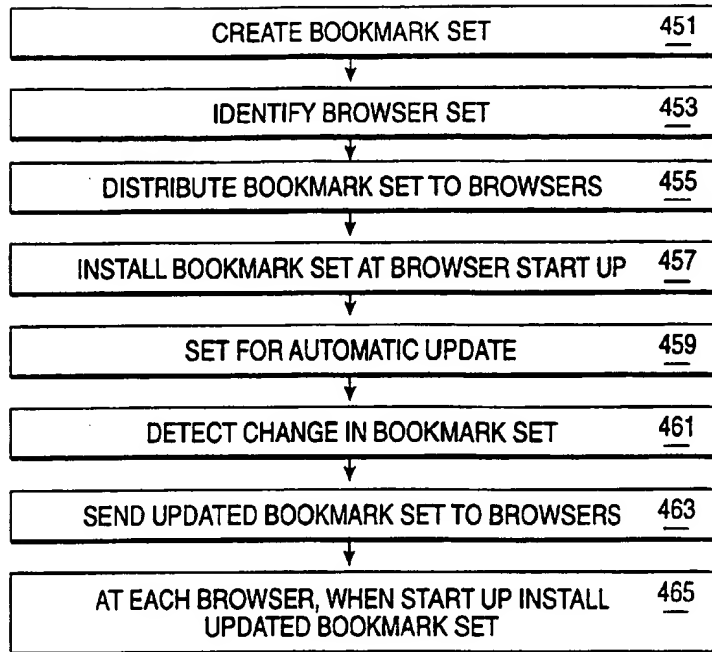 CREATE BOOKMARK SET 451
IDENTIFY BROWSER SET 453
DISTRIBUTE BOOKMARK SET TO BROWSERS 455
INSTALL BOOKMARK SET AT BROWSER START UP 457
SET FOR AUTOMATIC UPDATE 459
DETECT CHANGE IN BOOKMARK SET 461
SEND UPDATED BOOKMARK SET TO BROWSERS 463
AT EACH BROWSER, WHEN START UP INSTALL 465
UPDATED BOOKMARK SET